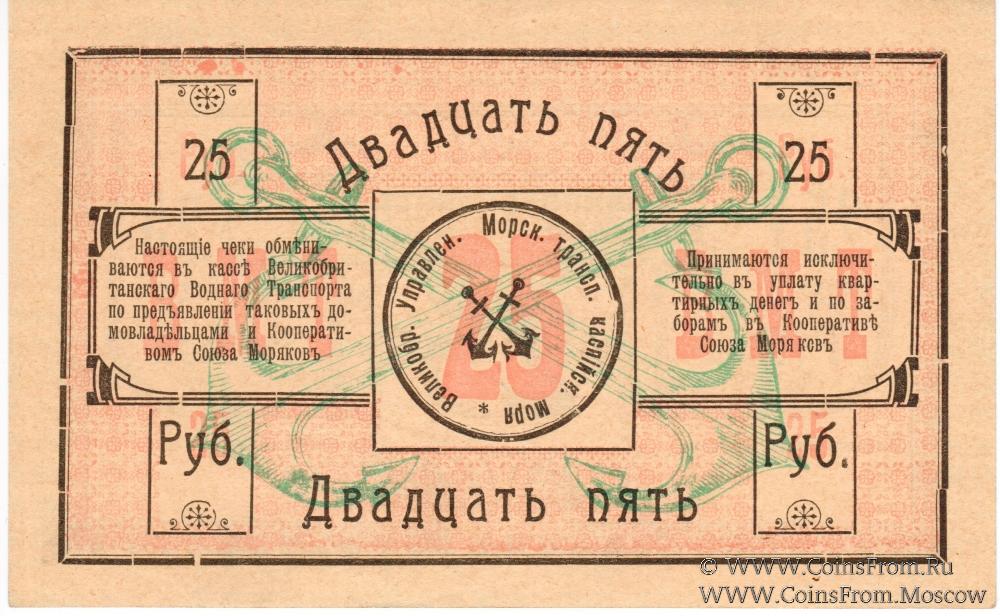 Двадцать пять
25
25
Настоящіе чеки обмѣни-
ваются въ кассѣ Великобри-
танскаго Воднаго Транспорта
по предъявленіи таковыхъ до-
мовладѣльцами и Кооперати-
вомъ Союза Моряковъ
Великобр. Управлен. Морск. трансп. каспійск. моря *
25
Принимаются исключи-
тельно въ уплату квар-
тирныхъ денегъ и по за-
борамъ въ Кооперативѣ
Союза Моряковъ
Руб.
Руб.
Двадцать пять
© WWW.CoinsFrom.Ru
WWW.CoinsFrom.Moscow